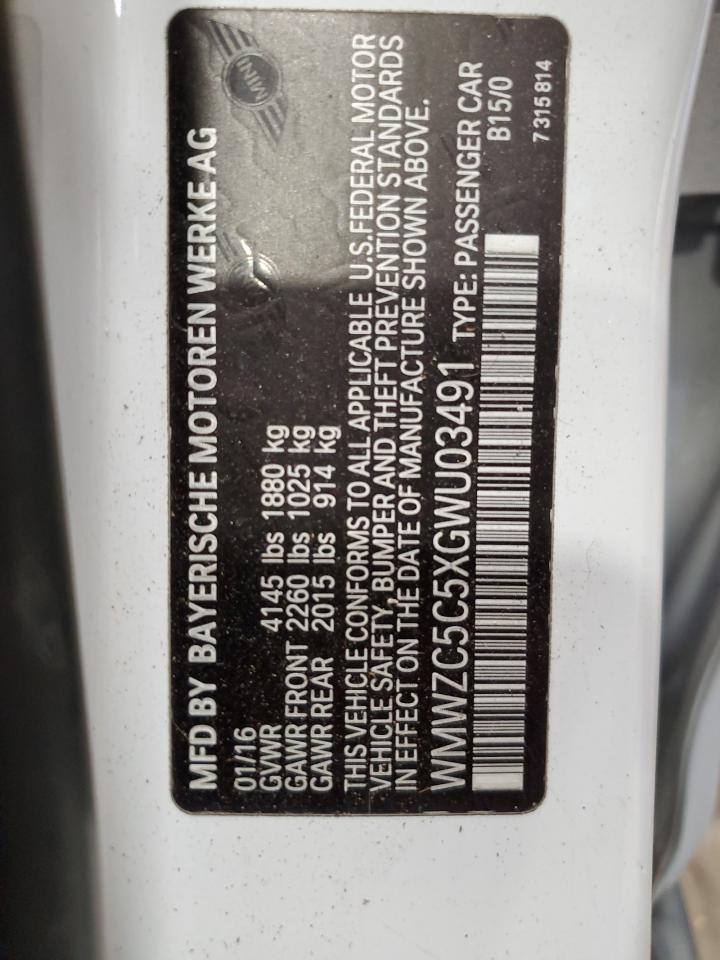 MINI
MFD BY BAYERISCHE MOTOREN WERKE AG
01/16
GVWR 4145 lbs 1880 kg
GAWR FRONT 2260 lbs 1025 kg
GAWR REAR 2015 lbs 914 kg
THIS VEHICLE CONFORMS TO ALL APPLICABLE U.S.FEDERAL MOTOR
VEHICLE SAFETY, BUMPER AND THEFT PREVENTION STANDARDS
IN EFFECT ON THE DATE OF MANUFACTURE SHOWN ABOVE.
WMWZC5C5XGWU03491 TYPE: PASSENGER CAR
B15/0
7 315 814